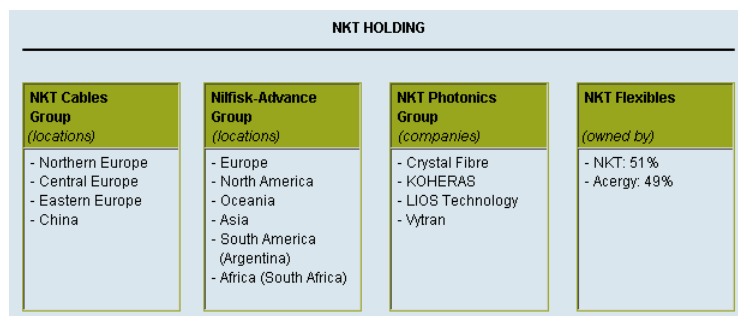 NKT HOLDING
NKT Cables
Group
(locations)
- Northern Europe
- Central Europe
- Eastern Europe
- China
Nilfisk-Advance
Group
(locations)
- Europe
- North America
- Oceania
- Asia
- South America
(Argentina)
- Africa (South Africa)
NKT Photonics
Group
(companies)
- Crystal Fibre
- KOHERAS
- LIOS Technology
- Vytran
NKT Flexibles
(owned by)
- NKT: 51%
- Acergy: 49%